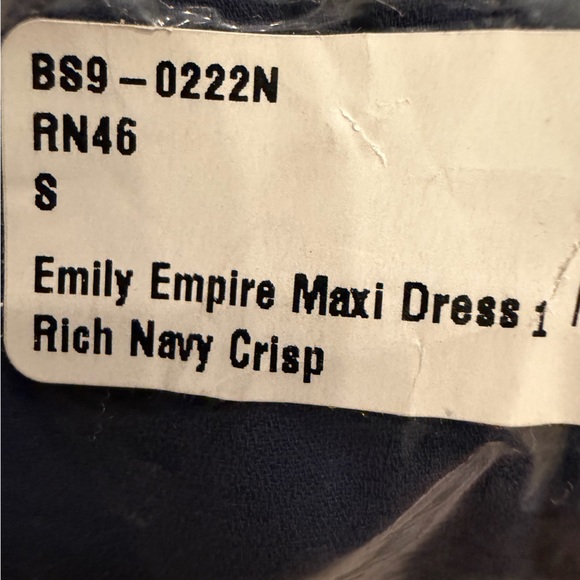 BS9-0222N
RN46
S
Emily Empire Maxi Dress 1
Rich Navy Crisp